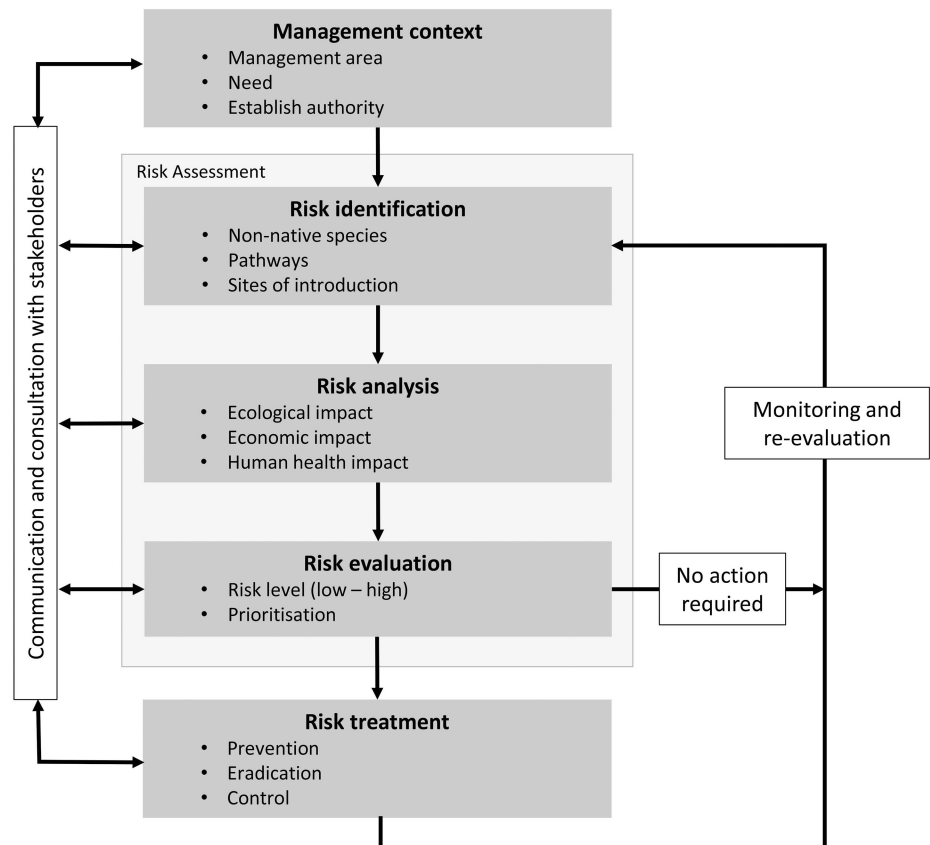 Management context
• Management area
• Need
• Establish authority
Communication and consultation with stakeholders
Risk Assessment
Risk identification
• Non-native species
• Pathways
• Sites of introduction
Risk analysis
• Ecological impact
• Economic impact
• Human health impact
Monitoring and
re-evaluation
Risk evaluation
• Risk level (low – high)
• Prioritisation
No action
required
Risk treatment
• Prevention
• Eradication
• Control